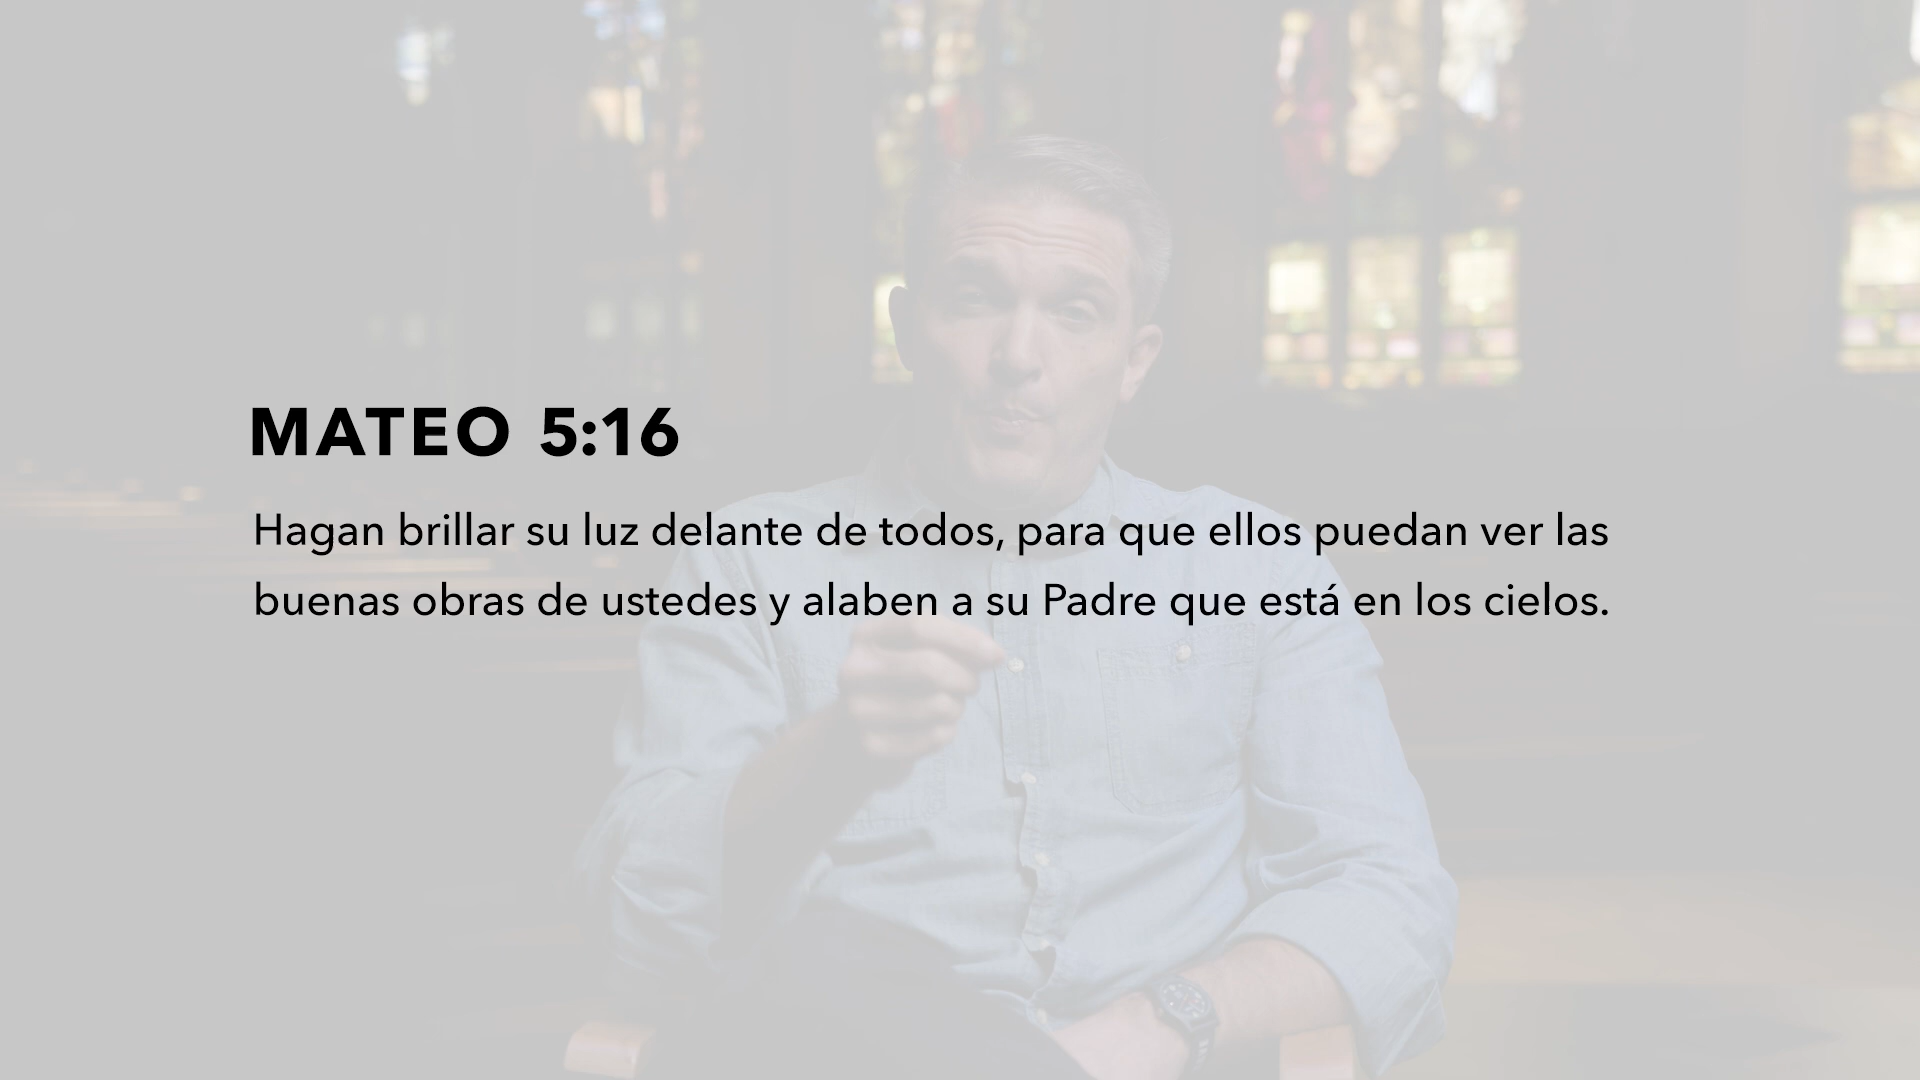 MATEO 5:16
Hagan brillar su luz delante de todos, para que ellos puedan ver las
buenas obras de ustedes y alaben a su Padre que está en los cielos.